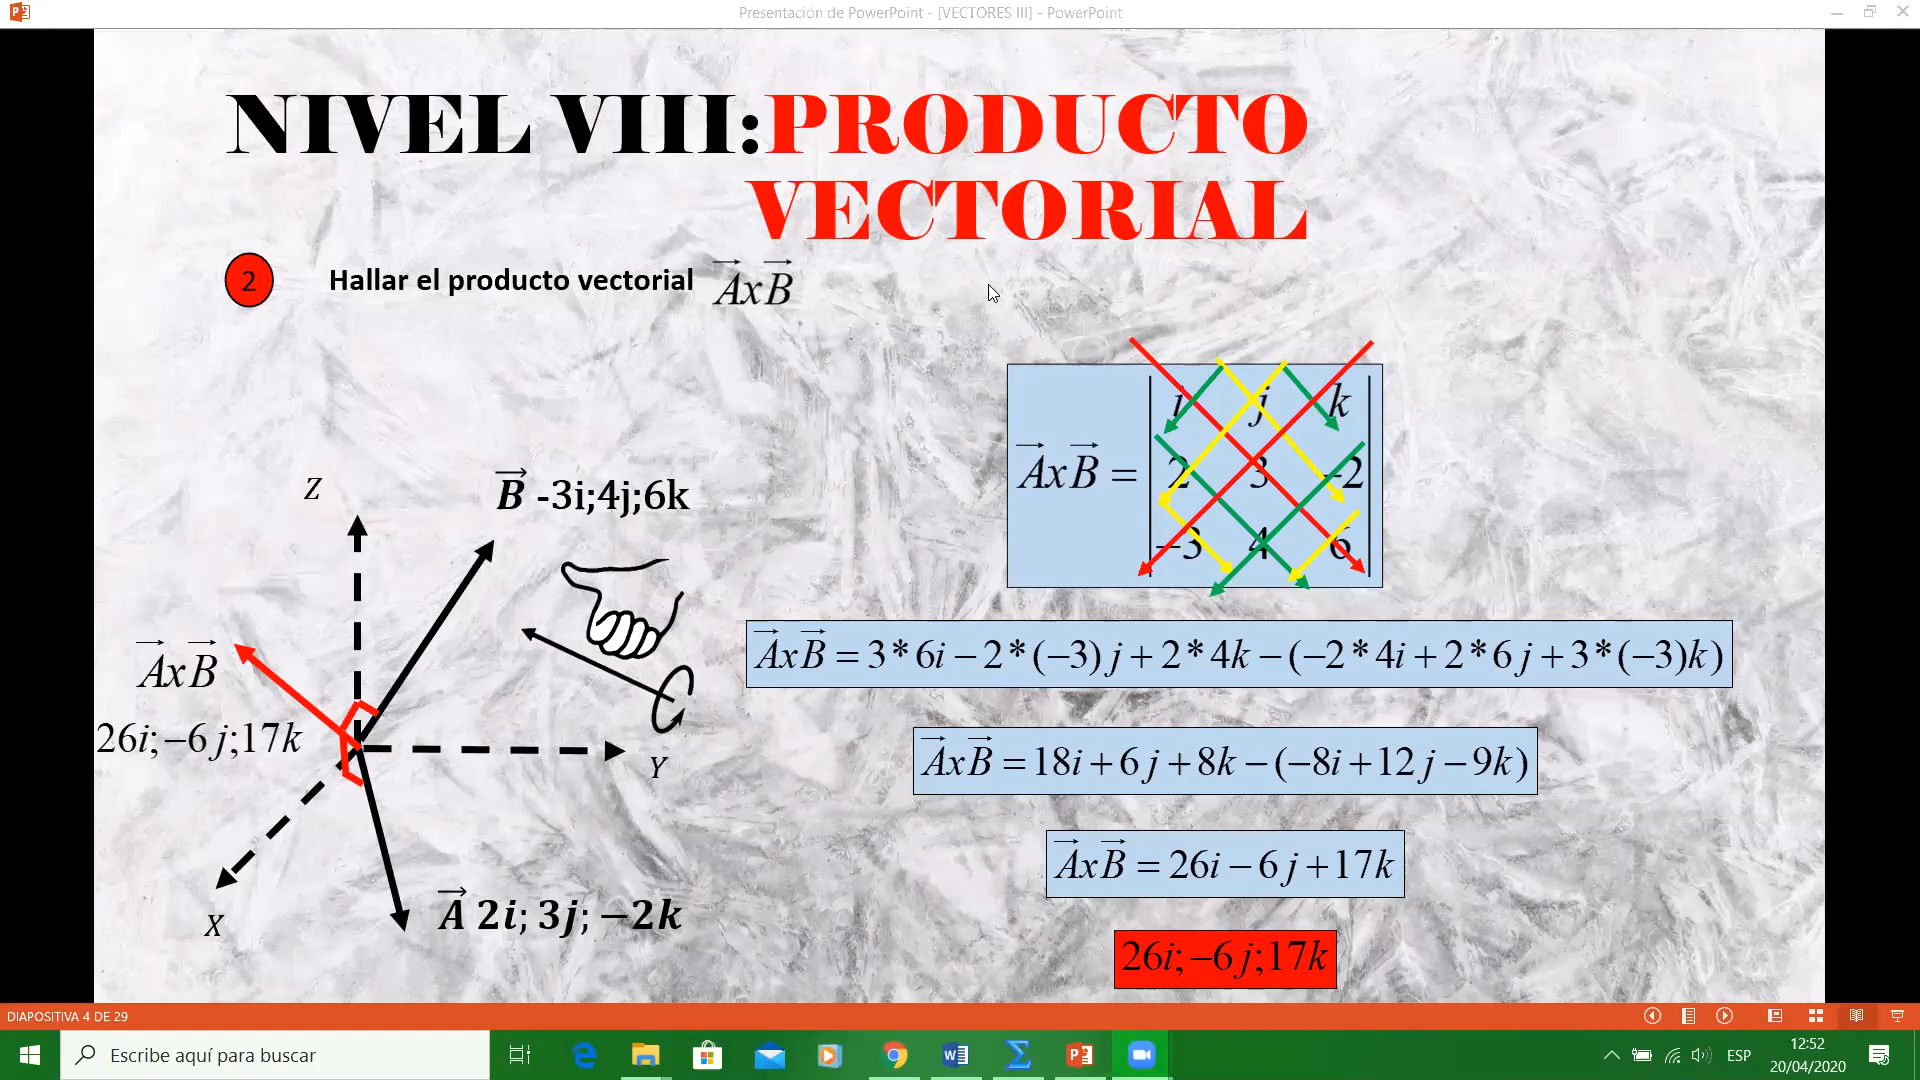 Presentación de PowerPoint - [VECTORES III] - PowerPoint
NIVEL VIII:PRODUCTO
VECTORIAL
2 Hallar el producto vectorial AxB
AxB = | i j k |
2 3 -2
-3 4 6
Z
B -3i;4j;6k
AxB
26i;-6j;17k
Y
X
A 2i; 3j; -2k
AxB = 3*6i-2*(-3)j+2*4k-(-2*4i+2*6j+3*(-3)k)
AxB = 18i+6j+8k-(-8i+12j-9k)
AxB = 26i-6j+17k
26i;-6j;17k
DIAPOSITIVA 4 DE 29
Escribe aquí para buscar
ESP
12:52
20/04/2020